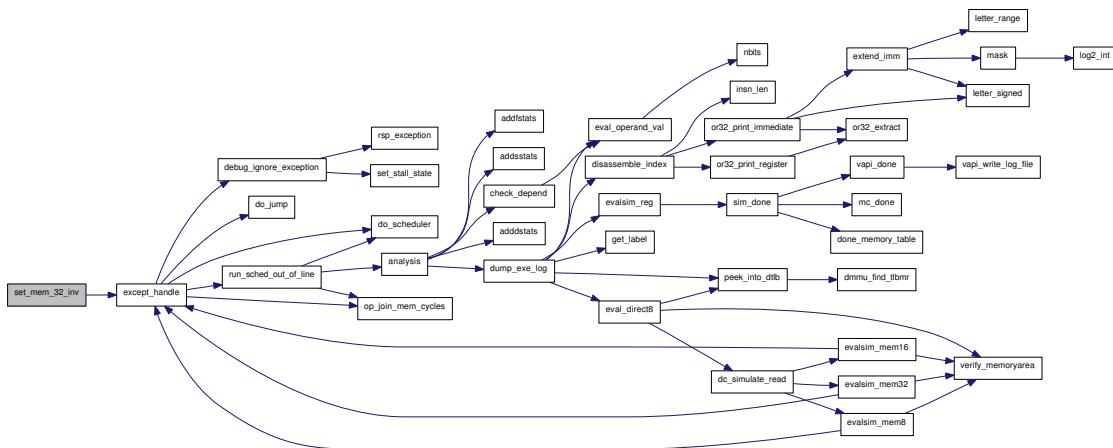 set_mem_32_inv
except_handle
debug_ignore_exception
do_jump
run_sched_out_of_line
rsp_exception
set_stall_state
do_scheduler
analysis
op_join_mem_cycles
addfstats
addsstats
check_depend
adddstats
dump_exe_log
eval_operand_val
disassemble_index
evalsim_reg
get_label
eval_direct8
nbits
insn_len
or32_print_immediate
or32_print_register
sim_done
peek_into_dtlb
dc_simulate_read
extend_imm
or32_extract
vapi_done
mc_done
done_memory_table
dmmu_find_tlbmr
evalsim_mem16
evalsim_mem32
evalsim_mem8
letter_range
mask
letter_signed
vapi_write_log_file
verify_memoryarea
log2_int